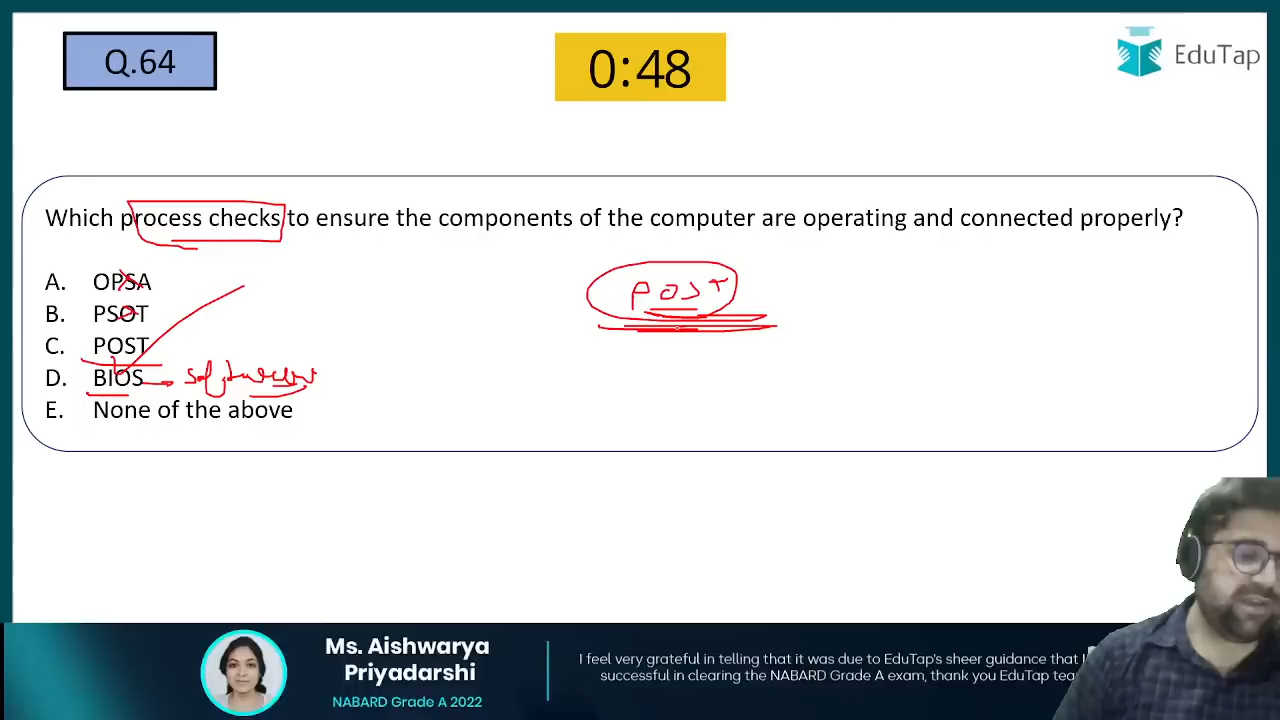 Q.64
0:48
EduTap
Which process checks to ensure the components of the computer are operating and connected properly?
A. OPSA
B. PSOT
C. POST
D. BIOS
E. None of the above
POST
Ms. Aishwarya
Priyadarshi
NABARD Grade A 2022
I feel very grateful in telling that it was due to EduTap's sheer guidance that I
successful in clearing the NABARD Grade A exam, thank you EduTap